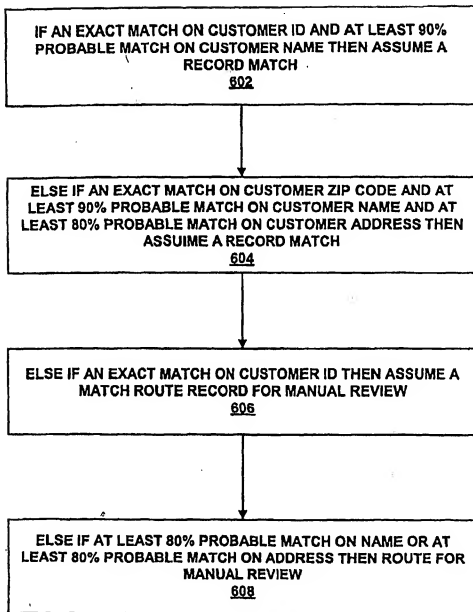 IF AN EXACT MATCH ON CUSTOMER ID AND AT LEAST 90%
PROBABLE MATCH ON CUSTOMER NAME THEN ASSUME A
RECORD MATCH
602
ELSE IF AN EXACT MATCH ON CUSTOMER ZIP CODE AND AT
LEAST 90% PROBABLE MATCH ON CUSTOMER NAME AND AT
LEAST 80% PROBABLE MATCH ON CUSTOMER ADDRESS THEN
ASSUIME A RECORD MATCH
604
ELSE IF AN EXACT MATCH ON CUSTOMER ID THEN ASSUME A
MATCH ROUTE RECORD FOR MANUAL REVIEW
606
ELSE IF AT LEAST 80% PROBABLE MATCH ON NAME OR AT
LEAST 80% PROBABLE MATCH ON ADDRESS THEN ROUTE FOR
MANUAL REVIEW
608